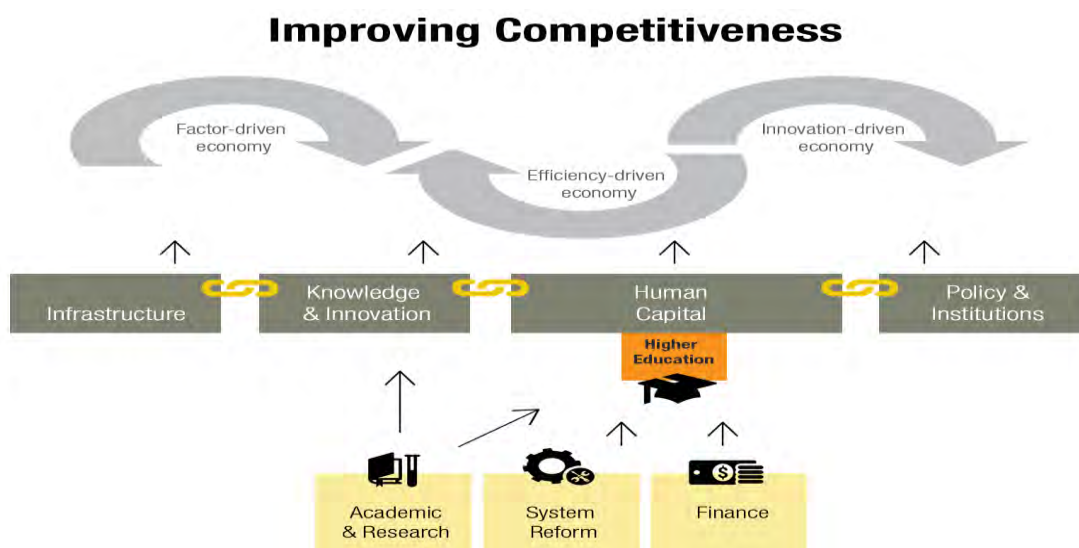 Improving Competitiveness
Factor-driven
economy
Innovation-driven
economy
Efficiency-driven
economy
Infrastructure
Knowledge
& Innovation
Human
Capital
Policy &
Institutions
Higher
Education
$
Academic
& Research
System
Reform
Finance